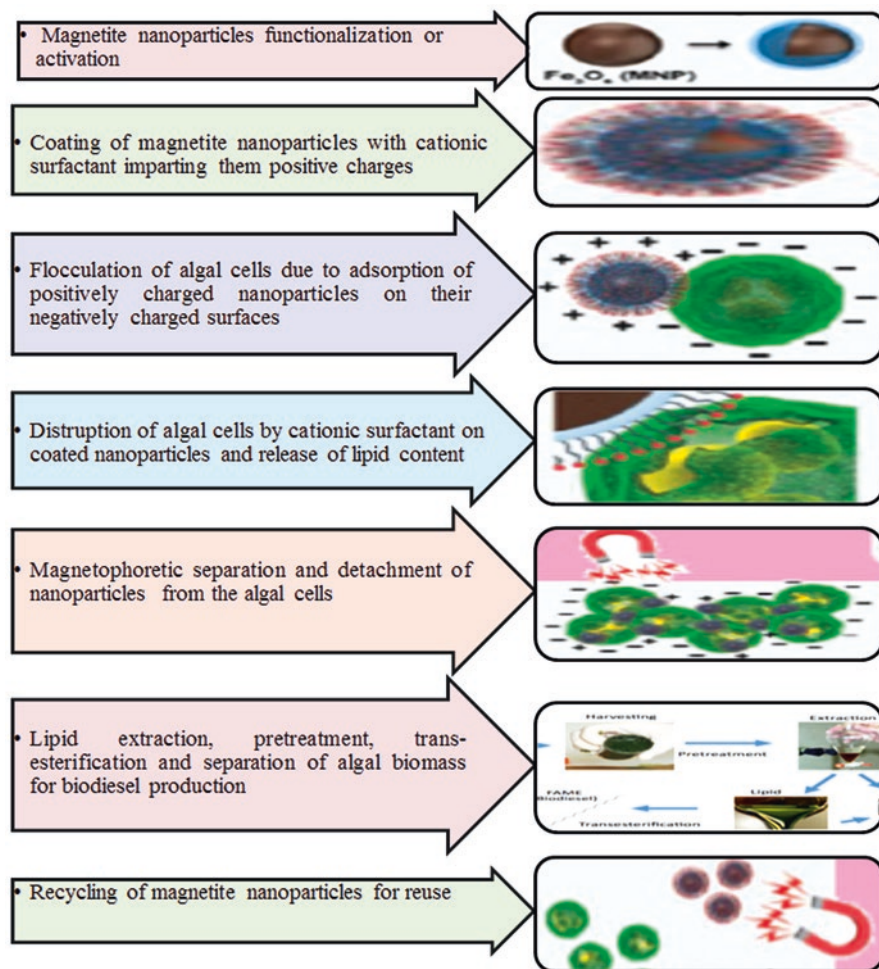 • Magnetite nanoparticles functionalization or
activation
Fe₃O₄ (MNP)
• Coating of magnetite nanoparticles with cationic
surfactant imparting them positive charges
• Flocculation of algal cells due to adsorption of
positively charged nanoparticles on their
negatively charged surfaces
• Distruption of algal cells by cationic surfactant on
coated nanoparticles and release of lipid content
• Magnetophoretic separation and detachment of
nanoparticles from the algal cells
• Lipid extraction, pretreatment, trans-
esterification and separation of algal biomass
for biodiesel production
Harvesting
Extraction
Pretreatment
FAME
Biodiesel)
Lipid
Transesterification
• Recycling of magnetite nanoparticles for reuse